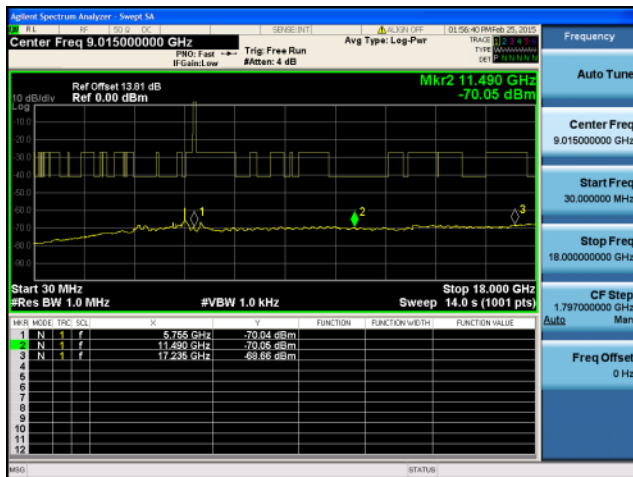 Agilent Spectrum Analyzer - Swept SA
RL RF 50 Ω DC SENSE:INT ALIGN OFF 01:56:40 PM Feb 25, 2015
Center Freq 9.015000000 GHz
PNO: Fast
IFGain:Low
Trig: Free Run
#Atten: 4 dB
Avg Type: Log-Pwr
TRACE 1 2 3 4 5 6
TYPE
DET P N N N N N
Ref Offset 13.81 dB
10 dB/div Ref 0.00 dBm
Log
Mkr2 11.490 GHz
-70.05 dBm
-10.0
-20.0
-30.0
-40.0
-50.0
-60.0
-70.0
-80.0
-90.0
1
2
3
Start 30 MHz
Stop 18.000 GHz
#Res BW 1.0 MHz #VBW 1.0 kHz Sweep 14.0 s (1001 pts)
MKR MODE TRC SCL X Y FUNCTION FUNCTION WIDTH FUNCTION VALUE
1 N 1 f 5.755 GHz -70.04 dBm
2 N 1 f 11.490 GHz -70.05 dBm
3 N 1 f 17.235 GHz -68.66 dBm
4
5
6
7
8
9
10
11
12
MSG STATUS
Frequency
Auto Tune
Center Freq
9.015000000 GHz
Start Freq
30.000000 MHz
Stop Freq
18.000000000 GHz
CF Step
1.797000000 GHz
Auto Man
Freq Offset
0 Hz